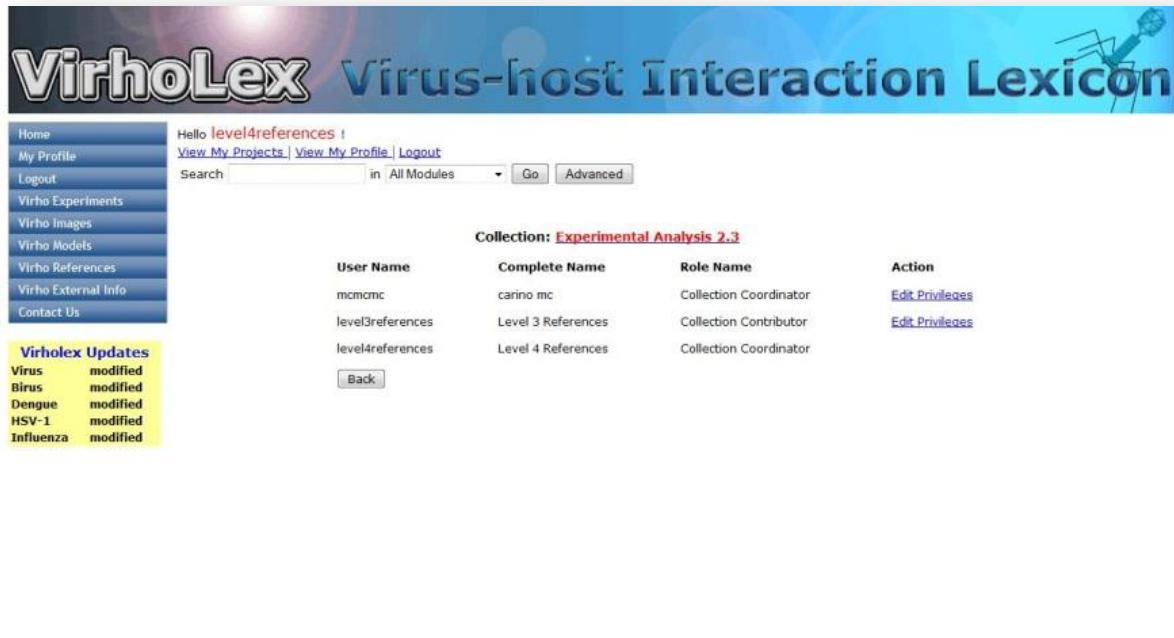 VirhoLex Virus-host Interaction Lexicon
Home
My Profile
Logout
Virho Experiments
Virho Images
Virho Models
Virho References
Virho External Info
Contact Us
Virholex Updates
Virus modified
Birus modified
Dengue modified
HSV-1 modified
Influenza modified
Hello level4references !
View My Projects | View My Profile | Logout
Search in All Modules Go Advanced
Collection: Experimental Analysis 2.3
User Name Complete Name Role Name Action
mcmcmc carino mc Collection Coordinator Edit Privileges
level3references Level 3 References Collection Contributor Edit Privileges
level4references Level 4 References Collection Coordinator
Back